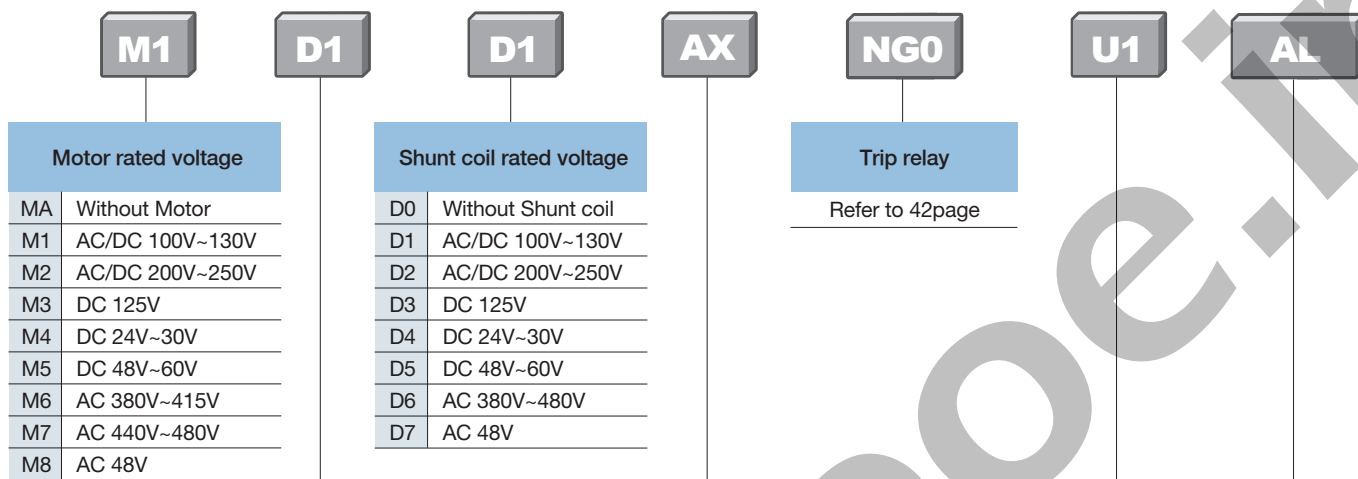 M1 D1 D1 AX NG0 U1 AL
Motor rated voltage
MA Without Motor
M1 AC/DC 100V~130V
M2 AC/DC 200V~250V
M3 DC 125V
M4 DC 24V~30V
M5 DC 48V~60V
M6 AC 380V~415V
M7 AC 440V~480V
M8 AC 48V
Shunt coil rated voltage
D0 Without Shunt coil
D1 AC/DC 100V~130V
D2 AC/DC 200V~250V
D3 DC 125V
D4 DC 24V~30V
D5 DC 48V~60V
D6 AC 380V~480V
D7 AC 48V
Trip relay
Refer to 42page